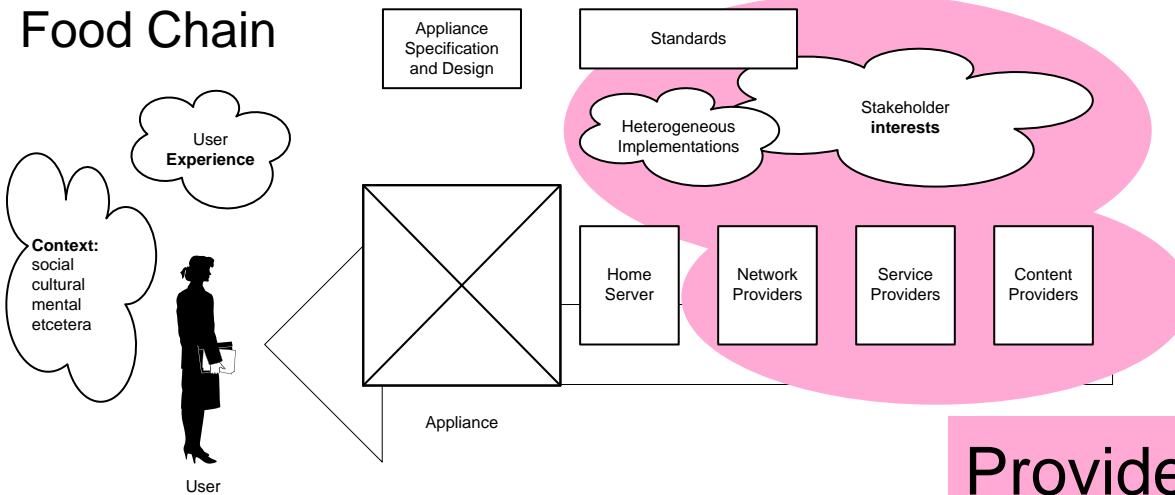 Food Chain
Appliance
Specification
and Design
Standards
User
Experience
Heterogeneous
Implementations
Stakeholder
interests
Context:
social
cultural
mental
etcetera
Home
Server
Network
Providers
Service
Providers
Content
Providers
Appliance
User
Provide